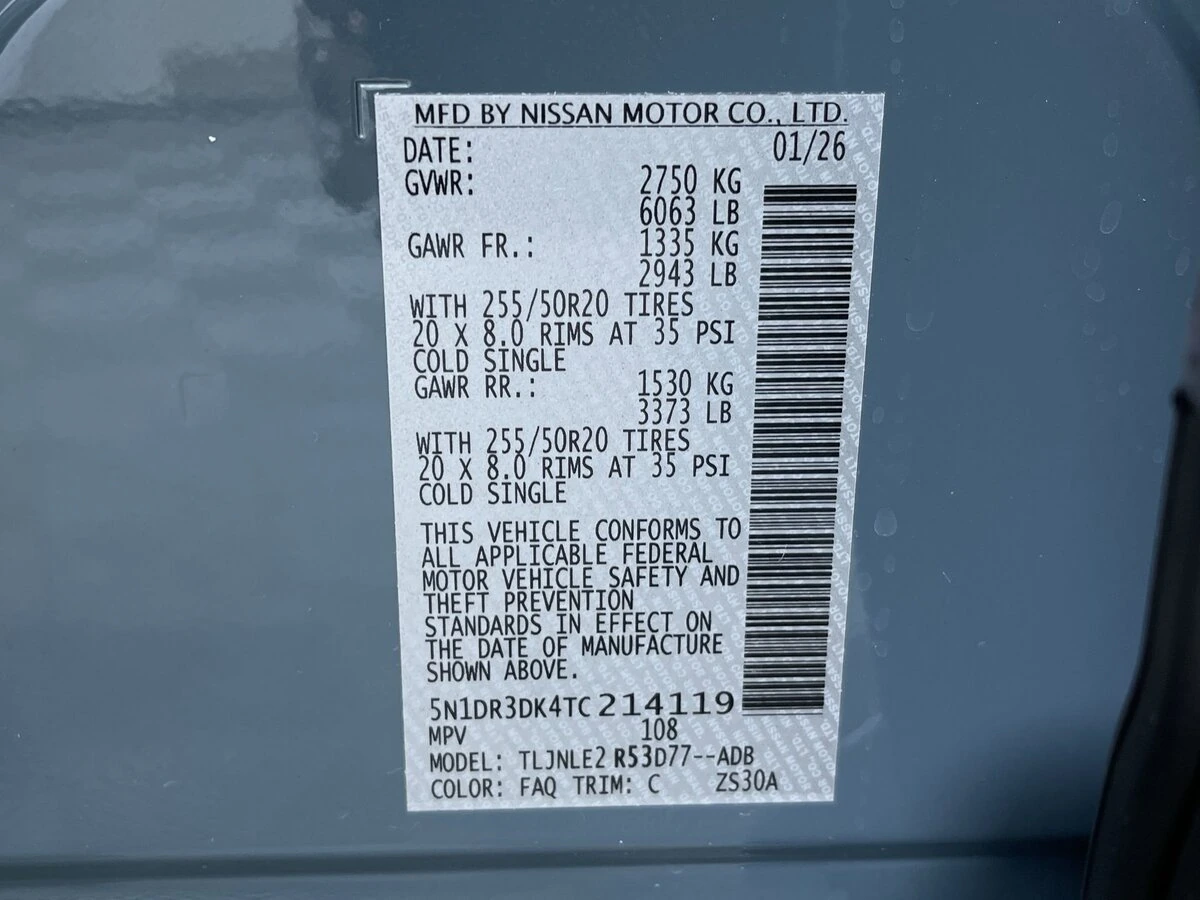 MFD BY NISSAN MOTOR CO., LTD.
DATE: 01/26
GVWR: 2750 KG
6063 LB
GAWR FR.: 1335 KG
2943 LB
WITH 255/50R20 TIRES
20 X 8.0 RIMS AT 35 PSI
COLD SINGLE
GAWR RR.: 1530 KG
3373 LB
WITH 255/50R20 TIRES
20 X 8.0 RIMS AT 35 PSI
COLD SINGLE
THIS VEHICLE CONFORMS TO
ALL APPLICABLE FEDERAL
MOTOR VEHICLE SAFETY AND
THEFT PREVENTION
STANDARDS IN EFFECT ON
THE DATE OF MANUFACTURE
SHOWN ABOVE.
5N1DR3DK4TC214119
MPV 108
MODEL: TLJNLE2 R53D77--ADB
COLOR: FAQ TRIM: C ZS30A